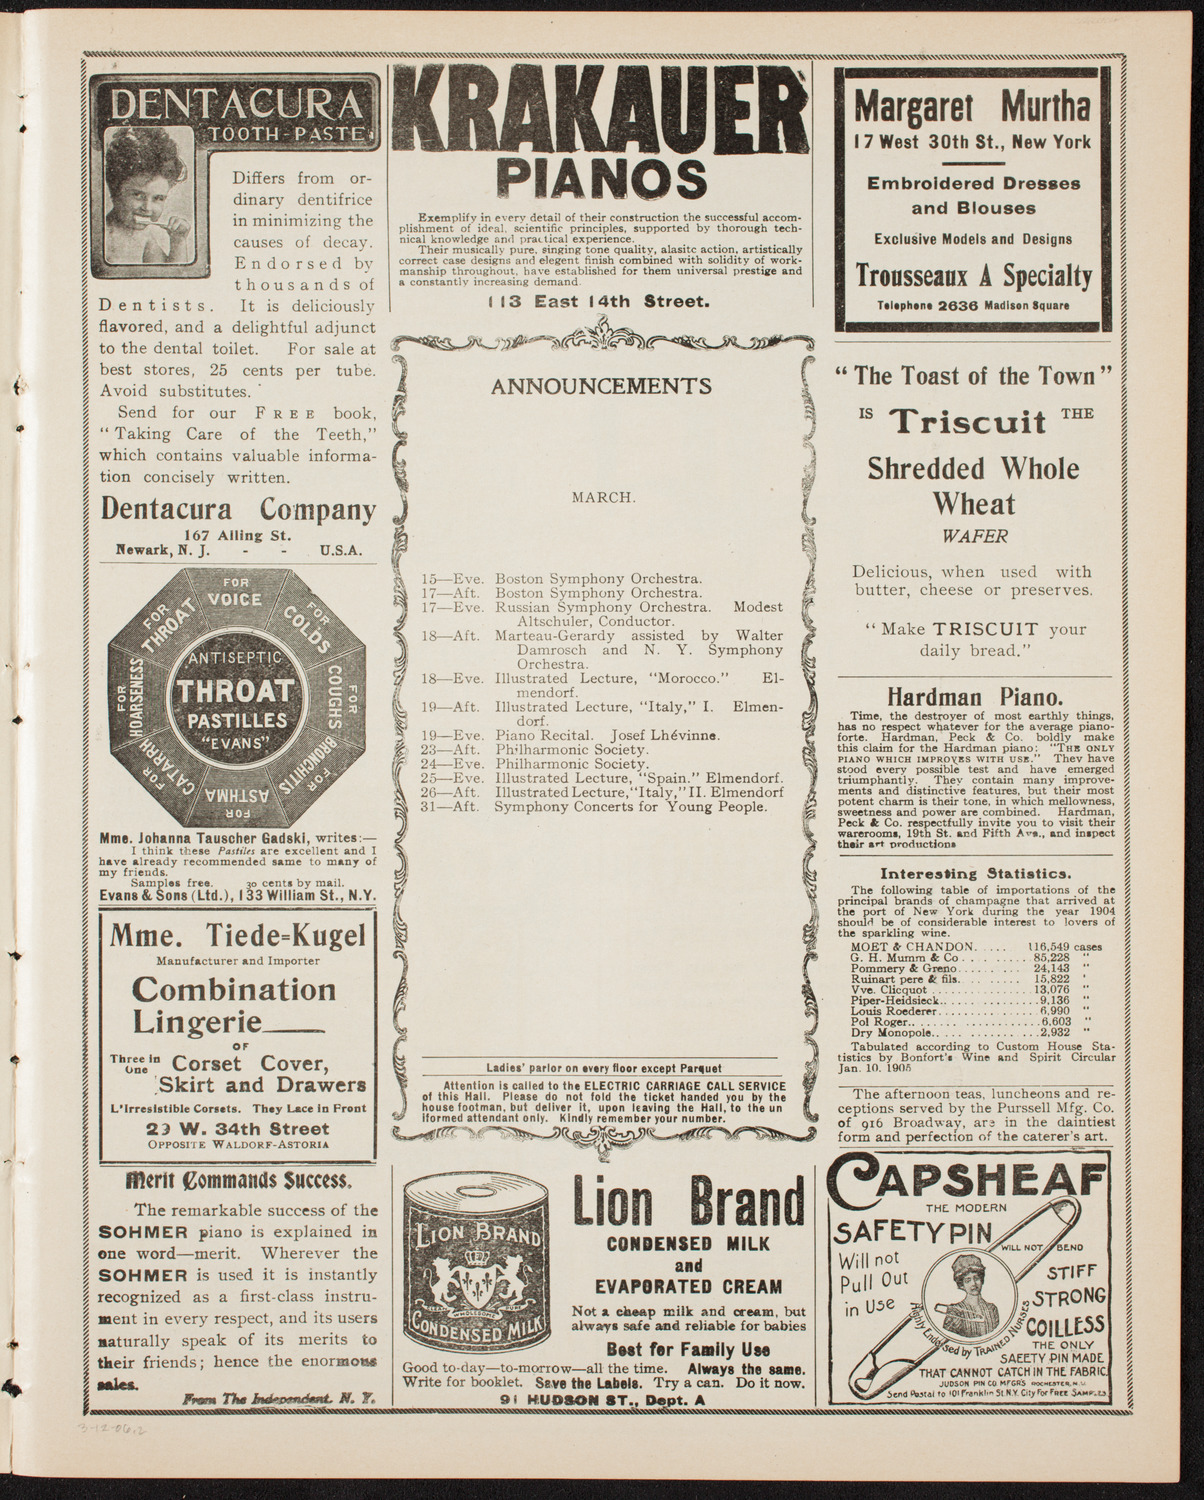 DENTACURA
TOOTH-PASTE
Differs from or-
dinary dentifrice
in minimizing the
causes of decay.
Endorsed by
thousands of
Dentists. It is deliciously
flavored, and a delightful adjunct
to the dental toilet. For sale at
best stores, 25 cents per tube.
Avoid substitutes.
Send for our FREE book,
"Taking Care of the Teeth,"
which contains valuable informa-
tion concisely written.
Dentacura Company
167 Alling St.
Newark, N. J. - - U.S.A.
FOR VOICE
FOR COLDS
FOR COUGHS
FOR BRONCHITIS
FOR ASTHMA
FOR CATARRH
FOR HOARSENESS
FOR THROAT
ANTISEPTIC
THROAT
PASTILLES
"EVANS"
Mme. Johanna Tauscher Gadski, writes:—
I think these Pastiles are excellent and I
have already recommended same to many of
my friends.
Samples free. 30 cents by mail.
Evans & Sons (Ltd.), 133 William St., N.Y.
Mme. Tiede=Kugel
Manufacturer and Importer
Combination
Lingerie
OF
Three in One Corset Cover,
Skirt and Drawers
L'Irresistible Corsets. They Lace in Front
29 W. 34th Street
OPPOSITE WALDORF-ASTORIA
Merit Commands Success.
The remarkable success of the
SOHMER piano is explained in
one word—merit. Wherever the
SOHMER is used it is instantly
recognized as a first-class instru-
ment in every respect, and its users
naturally speak of its merits to
their friends; hence the enormous
sales.
From The Independent. N. Y.
KRAKAUER
PIANOS
Exemplify in every detail of their construction the successful accom-
plishment of ideal, scientific principles, supported by thorough tech-
nical knowledge and practical experience.
Their musically pure, singing tone quality, alasitc action, artistically
correct case designs and elegant finish combined with solidity of work-
manship throughout, have established for them universal prestige and
a constantly increasing demand.
113 East 14th Street.
ANNOUNCEMENTS
MARCH.
15—Eve. Boston Symphony Orchestra.
17—Aft. Boston Symphony Orchestra.
17—Eve. Russian Symphony Orchestra. Modest
Altschuler, Conductor.
18—Aft. Marteau-Gerardy assisted by Walter
Damrosch and N. Y. Symphony
Orchestra.
18—Eve. Illustrated Lecture, "Morocco." El-
mendorf.
19—Aft. Illustrated Lecture, "Italy," I. Elmen-
dorf.
19—Eve. Piano Recital. Josef Lhévinne.
23—Aft. Philharmonic Society.
24—Eve. Philharmonic Society.
25—Eve. Illustrated Lecture, "Spain." Elmendorf.
26—Aft. Illustrated Lecture, "Italy," II. Elmendorf
31—Aft. Symphony Concerts for Young People.
Ladies' parlor on every floor except Parquet
Attention is called to the ELECTRIC CARRIAGE CALL SERVICE
of this Hall. Please do not fold the ticket handed you by the
house footman, but deliver it, upon leaving the Hall, to the un
iformed attendant only. Kindly remember your number.
LION BRAND
CLEAN WHOLESOME PURE
CONDENSED MILK
Lion Brand
CONDENSED MILK
and
EVAPORATED CREAM
Not a cheap milk and cream, but
always safe and reliable for babies
Best for Family Use
Good to-day—to-morrow—all the time. Always the same.
Write for booklet. Save the Labels. Try a can. Do it now.
91 HUDSON ST., Dept. A
Margaret Murtha
17 West 30th St., New York
Embroidered Dresses
and Blouses
Exclusive Models and Designs
Trousseaux A Specialty
Telephone 2636 Madison Square
"The Toast of the Town"
IS Triscuit THE
Shredded Whole
Wheat
WAFER
Delicious, when used with
butter, cheese or preserves.
"Make TRISCUIT your
daily bread."
Hardman Piano.
Time, the destroyer of most earthly things,
has no respect whatever for the average piano-
forte. Hardman, Peck & Co. boldly make
this claim for the Hardman piano: "THE ONLY
PIANO WHICH IMPROVES WITH USE." They have
stood every possible test and have emerged
triumphantly. They contain many improve-
ments and distinctive features, but their most
potent charm is their tone, in which mellowness,
sweetness and power are combined. Hardman,
Peck & Co. respectfully invite you to visit their
warerooms, 19th St. and Fifth Ave., and inspect
their art productions
Interesting Statistics.
The following table of importations of the
principal brands of champagne that arrived at
the port of New York during the year 1904
should be of considerable interest to lovers of
the sparkling wine.
MOET & CHANDON..... 116,549 cases
G. H. Mumm & Co......... 85,228 "
Pommery & Greno.......... 24,143 "
Ruinart pere & fils.......... 15,822 "
Vve. Clicquot.............. 13,076 "
Piper-Heidsieck............... 9,136 "
Louis Roederer................ 6,990 "
Pol Roger..................... 6,603 "
Dry Monopole................. 2,932 "
Tabulated according to Custom House Sta-
tistics by Bonfort's Wine and Spirit Circular
Jan. 10, 1905
The afternoon teas, luncheons and re-
ceptions served by the Purssell Mfg. Co.
of 916 Broadway, are in the daintiest
form and perfection of the caterer's art.
CAPSHEAF
THE MODERN
SAFETY PIN
WILL NOT BEND
Will not
Pull Out
in Use
STIFF
STRONG
COILLESS
Highly Endorsed by TRAINED NURSES
THE ONLY
SAFETY PIN MADE
THAT CANNOT CATCH IN THE FABRIC.
JUDSON PIN CO MFGRS ROCHESTER, N.Y.
Send Postal to 101 Franklin St. N.Y. City For FREE SAMPLES
3-12-06.2